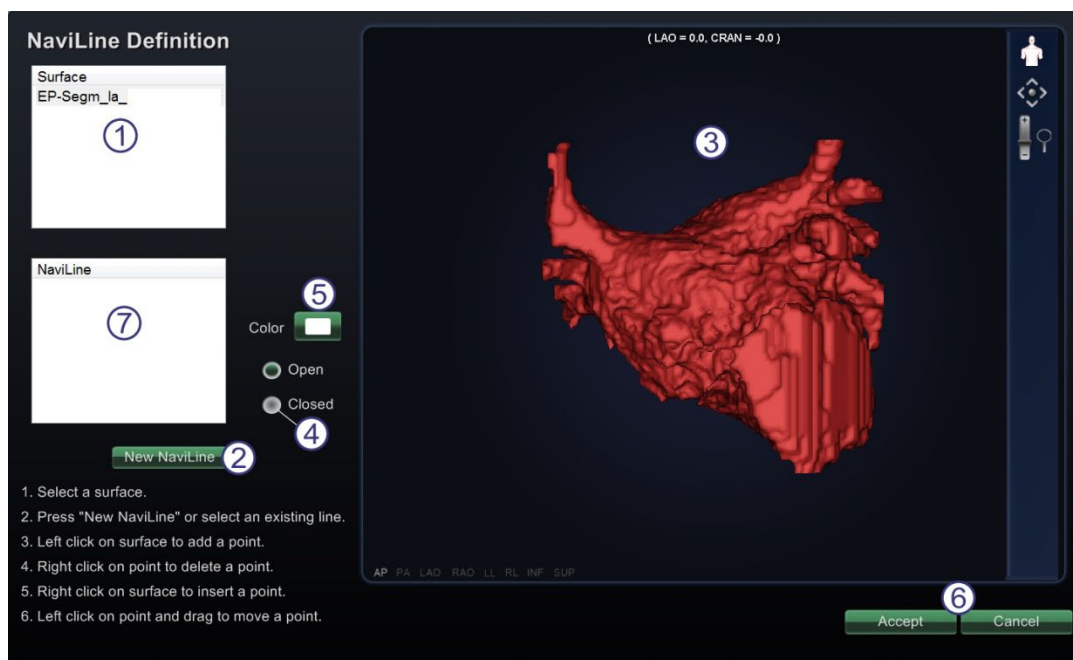 NaviLine Definition
( LAO = 0.0, CRAN = -0.0 )
Surface
EP-Segm_la_
1
3
NaviLine
7
5
Color
Open
Closed
4
New NaviLine 2
1. Select a surface.
2. Press "New NaviLine" or select an existing line.
3. Left click on surface to add a point.
4. Right click on point to delete a point.
5. Right click on surface to insert a point.
6. Left click on point and drag to move a point.
AP PA LAO RAO LL RL INF SUP
6
Accept Cancel